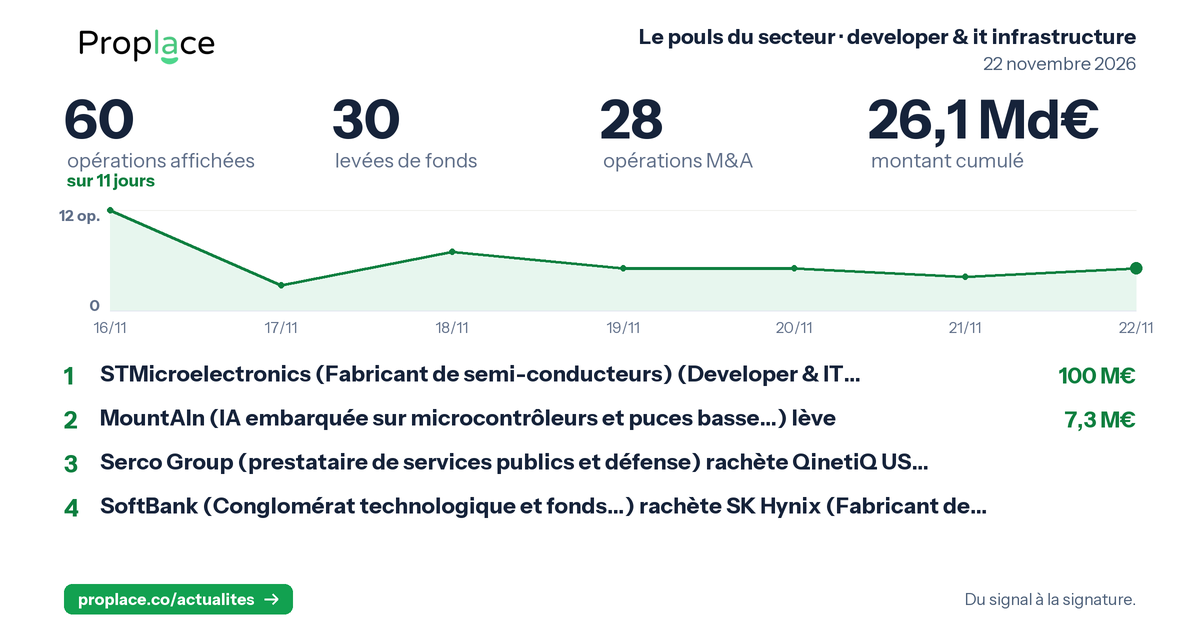 Proplace
Le pouls du secteur · developer & it infrastructure
22 novembre 2026
60
opérations affichées
sur 11 jours
30
levées de fonds
28
opérations M&A
26,1 Md€
montant cumulé
12 op.
0
16/11
17/11
18/11
19/11
20/11
21/11
22/11
1 STMicroelectronics (Fabricant de semi-conducteurs) (Developer & IT... 100 M€
2 MountAIn (IA embarquée sur microcontrôleurs et puces basse...) lève 7,3 M€
3 Serco Group (prestataire de services publics et défense) rachète QinetiQ US...
4 SoftBank (Conglomérat technologique et fonds...) rachète SK Hynix (Fabricant de...
proplace.co/actualites →
Du signal à la signature.